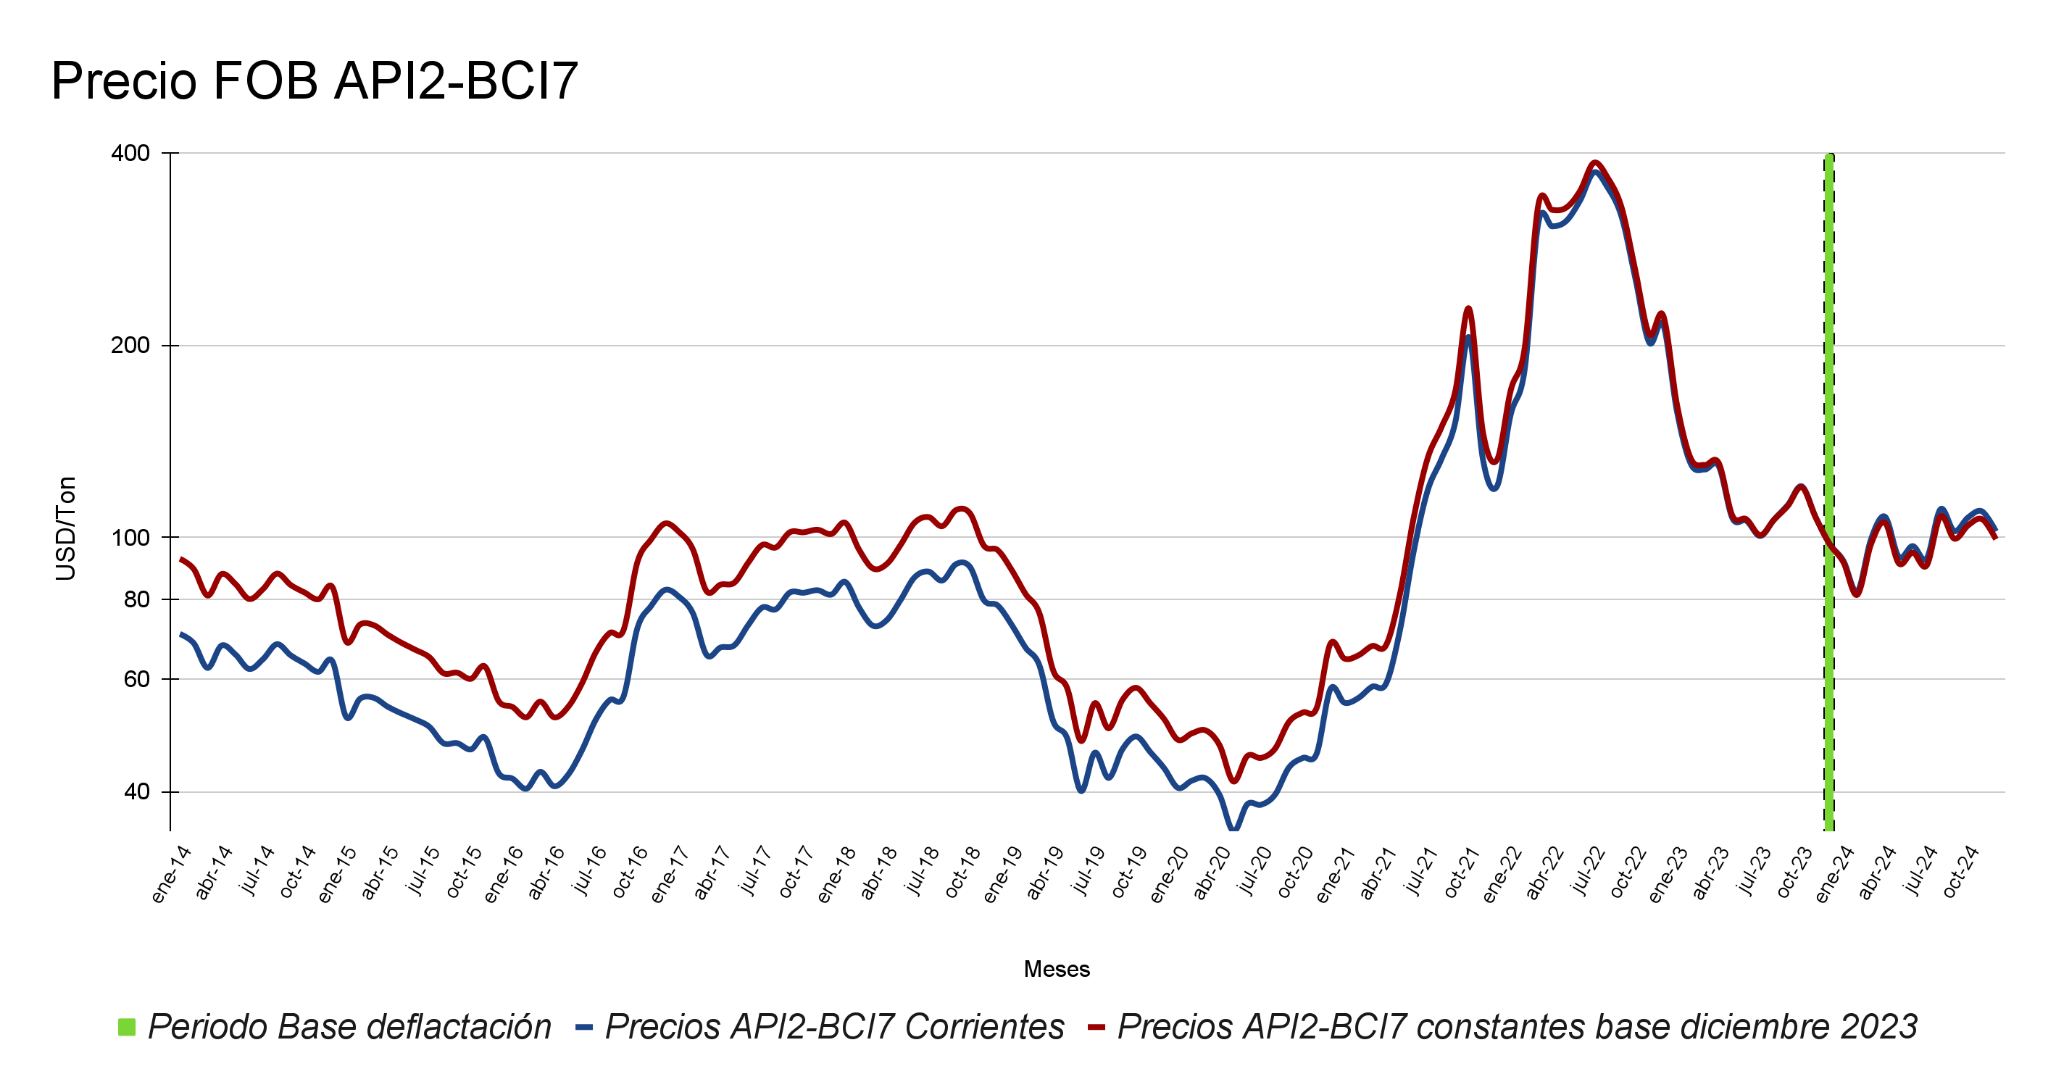 Precio FOB API2-BCI7
400
200
100
80
60
40
USD/Ton
ene-14
abr-14
jul-14
oct-14
ene-15
abr-15
jul-15
oct-15
ene-16
abr-16
jul-16
oct-16
ene-17
abr-17
jul-17
oct-17
ene-18
abr-18
jul-18
oct-18
ene-19
abr-19
jul-19
oct-19
ene-20
abr-20
jul-20
oct-20
ene-21
abr-21
jul-21
oct-21
ene-22
abr-22
jul-22
oct-22
ene-23
abr-23
jul-23
oct-23
ene-24
abr-24
jul-24
oct-24
Meses
Periodo Base deflactación Precios API2-BCI7 Corrientes Precios API2-BCI7 constantes base diciembre 2023